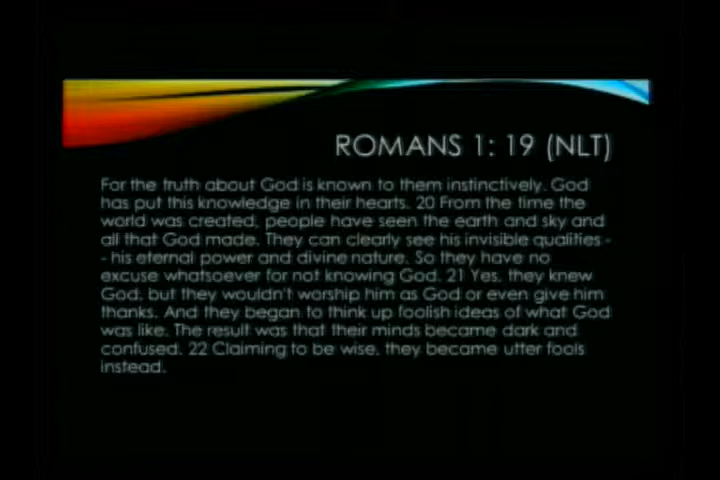 ROMANS 1: 19 (NLT)
For the truth about God is known to them instinctively. God
has put this knowledge in their hearts. 20 From the time the
world was created, people have seen the earth and sky and
all that God made. They can clearly see his invisible qualities -
- his eternal power and divine nature. So they have no
excuse whatsoever for not knowing God. 21 Yes, they knew
God, but they wouldn't worship him as God or even give him
thanks. And they began to think up foolish ideas of what God
was like. The result was that their minds became dark and
confused. 22 Claiming to be wise, they became utter fools
instead.